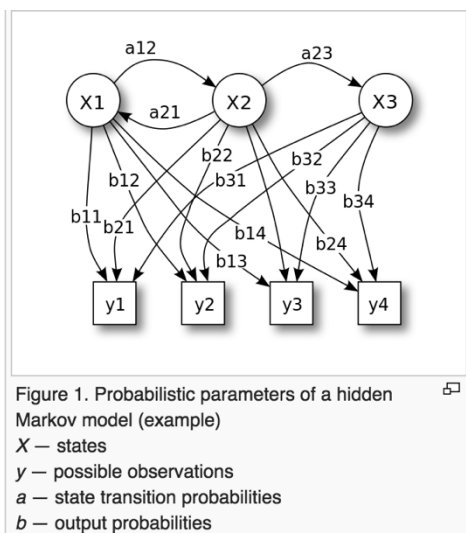 a12
a23
X1
X2
X3
a21
b22
b12
b32
b31
b33
b34
b11
b21
b14
b24
b13
y1
y2
y3
y4
Figure 1. Probabilistic parameters of a hidden
Markov model (example)
X — states
y — possible observations
a — state transition probabilities
b — output probabilities